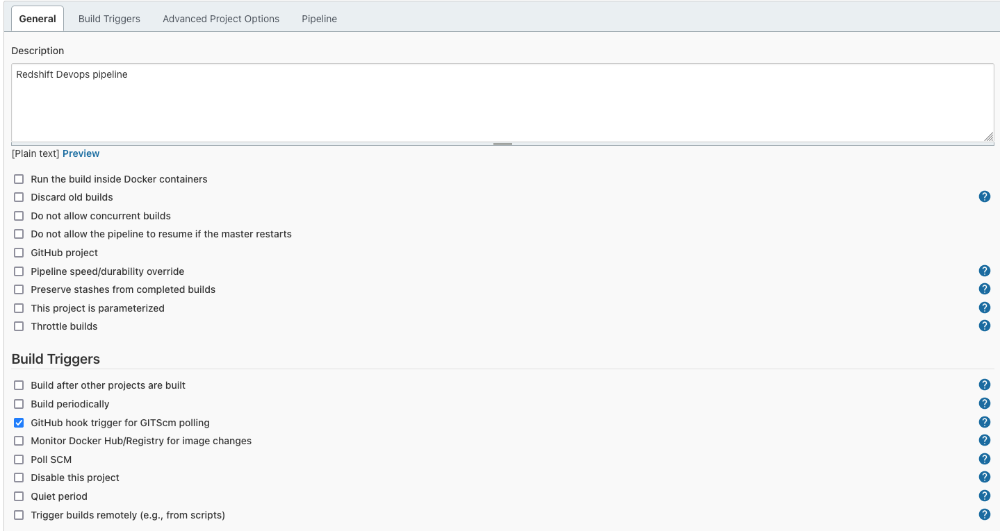 General Build Triggers Advanced Project Options Pipeline
Description
Redshift Devops pipeline
[Plain text] Preview
Run the build inside Docker containers
Discard old builds ?
Do not allow concurrent builds
Do not allow the pipeline to resume if the master restarts
GitHub project
Pipeline speed/durability override ?
Preserve stashes from completed builds ?
This project is parameterized ?
Throttle builds ?
Build Triggers
Build after other projects are built ?
Build periodically ?
GitHub hook trigger for GITScm polling ?
Monitor Docker Hub/Registry for image changes ?
Poll SCM ?
Disable this project ?
Quiet period ?
Trigger builds remotely (e.g., from scripts) ?